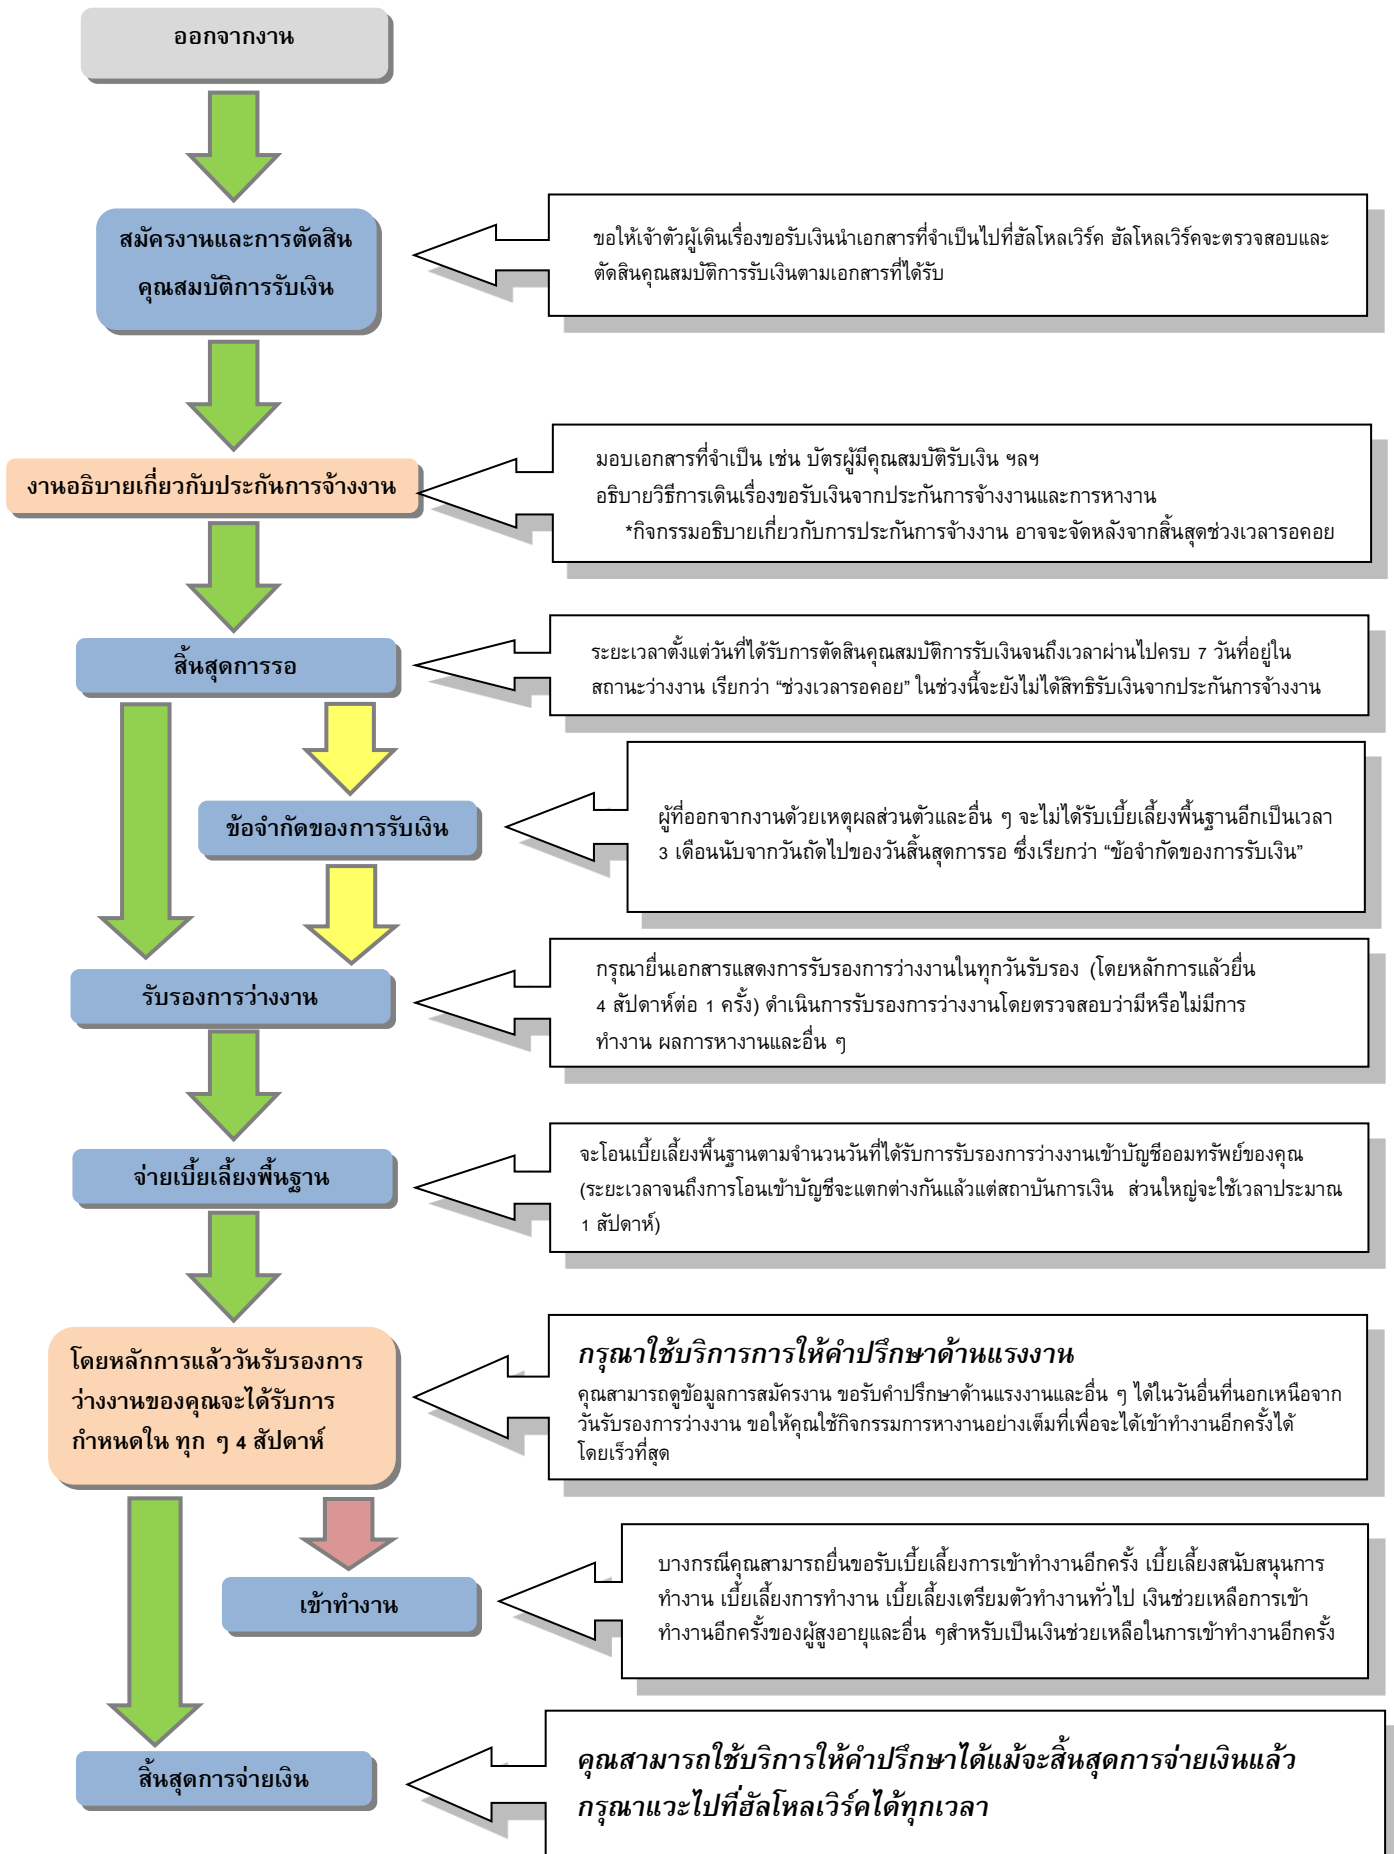 ออกจากงาน
สมัครงานและการตัดสิน
คุณสมบัติการรับเงิน
ขอให้เจ้าตัวผู้เดินเรื่องขอรับเงินนำเอกสารที่จำเป็นไปที่ฮัลโหลเวิร์ค ฮัลโหลเวิร์คจะตรวจสอบและ
ตัดสินคุณสมบัติการรับเงินตามเอกสารที่ได้รับ
งานอธิบายเกี่ยวกับประกันการจ้างงาน
มอบเอกสารที่จำเป็น เช่น บัตรผู้มีคุณสมบัติรับเงิน ฯลฯ
อธิบายวิธีการเดินเรื่องขอรับเงินจากประกันการจ้างงานและการหางาน
*กิจกรรมอธิบายเกี่ยวกับการประกันการจ้างงาน อาจจะจัดหลังจากสิ้นสุดช่วงเวลารอคอย
สิ้นสุดการรอ
ระยะเวลาตั้งแต่วันที่ได้รับการตัดสินคุณสมบัติการรับเงินจนถึงเวลาผ่านไปครบ 7 วันที่อยู่ใน
สถานะว่างงาน เรียกว่า “ช่วงเวลารอคอย” ในช่วงนี้จะยังไม่ได้สิทธิรับเงินจากประกันการจ้างงาน
ข้อจำกัดของการรับเงิน
ผู้ที่ออกจากงานด้วยเหตุผลส่วนตัวและอื่น ๆ จะไม่ได้รับเบี้ยเลี้ยงพื้นฐานอีกเป็นเวลา
3 เดือนนับจากวันถัดไปของวันสิ้นสุดการรอ ซึ่งเรียกว่า “ข้อจำกัดของการรับเงิน”
รับรองการว่างงาน
กรุณายื่นเอกสารแสดงการรับรองการว่างงานในทุกวันรับรอง (โดยหลักการแล้วยื่น
4 สัปดาห์ต่อ 1 ครั้ง) ดำเนินการรับรองการว่างงานโดยตรวจสอบว่ามีหรือไม่มีการ
ทำงาน ผลการหางานและอื่น ๆ
จ่ายเบี้ยเลี้ยงพื้นฐาน
จะโอนเบี้ยเลี้ยงพื้นฐานตามจำนวนวันที่ได้รับการรับรองการว่างงานเข้าบัญชีออมทรัพย์ของคุณ
(ระยะเวลาจนถึงการโอนเข้าบัญชีจะแตกต่างกันแล้วแต่สถาบันการเงิน ส่วนใหญ่จะใช้เวลาประมาณ
1 สัปดาห์)
โดยหลักการแล้ววันรับรองการ
ว่างงานของคุณจะได้รับการ
กำหนดใน ทุก ๆ 4 สัปดาห์
กรุณาใช้บริการการให้คำปรึกษาด้านแรงงาน
คุณสามารถดูข้อมูลการสมัครงาน ขอรับคำปรึกษาด้านแรงงานและอื่น ๆ ได้ในวันอื่นที่นอกเหนือจาก
วันรับรองการว่างงาน ขอให้คุณใช้กิจกรรมการหางานอย่างเต็มที่เพื่อจะได้เข้าทำงานอีกครั้งได้
โดยเร็วที่สุด
เข้าทำงาน
บางกรณีคุณสามารถยื่นขอรับเบี้ยเลี้ยงการเข้าทำงานอีกครั้ง เบี้ยเลี้ยงสนับสนุนการ
ทำงาน เบี้ยเลี้ยงการทำงาน เบี้ยเลี้ยงเตรียมตัวทำงานทั่วไป เงินช่วยเหลือการเข้า
ทำงานอีกครั้งของผู้สูงอายุและอื่น ๆสำหรับเป็นเงินช่วยเหลือในการเข้าทำงานอีกครั้ง
สิ้นสุดการจ่ายเงิน
คุณสามารถใช้บริการให้คำปรึกษาได้แม้จะสิ้นสุดการจ่ายเงินแล้ว
กรุณาแวะไปที่ฮัลโหลเวิร์คได้ทุกเวลา